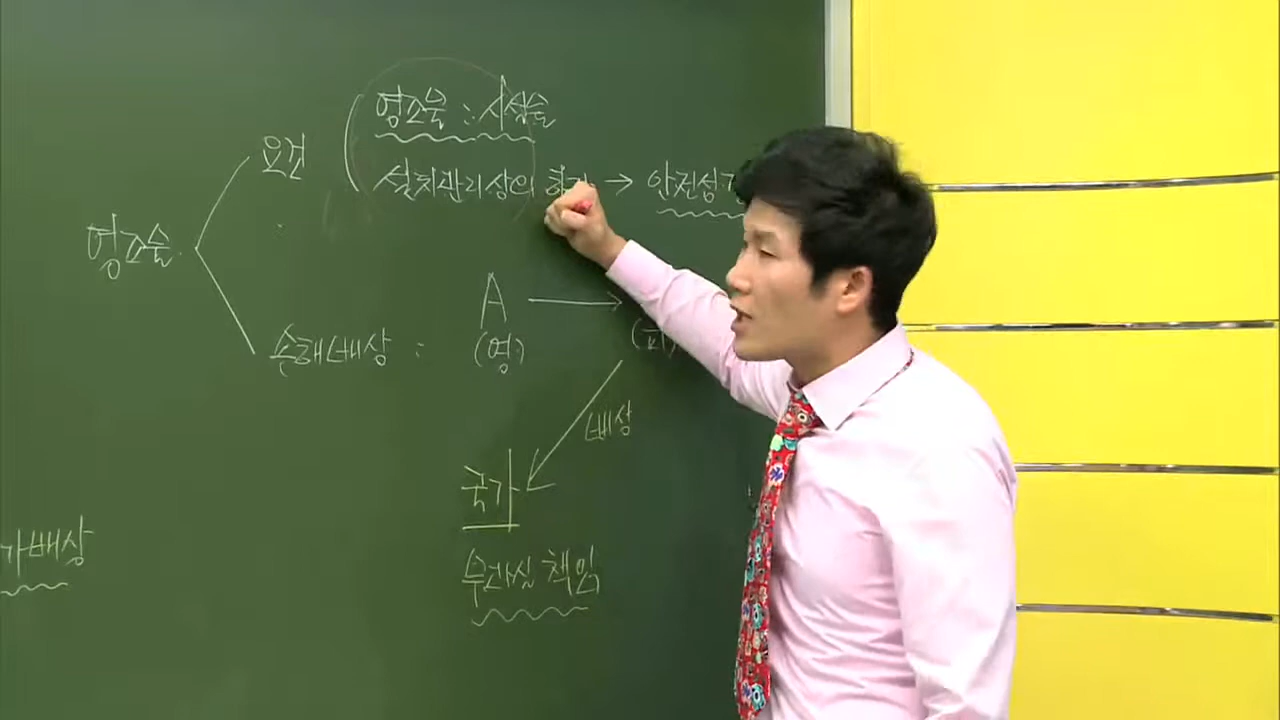 영조물 : 시설물
요건
설치관리상의 하자 → 안전성
영조물
A →
손해배상 : (영) (피)
배상
국가
가배상
무과실 책임